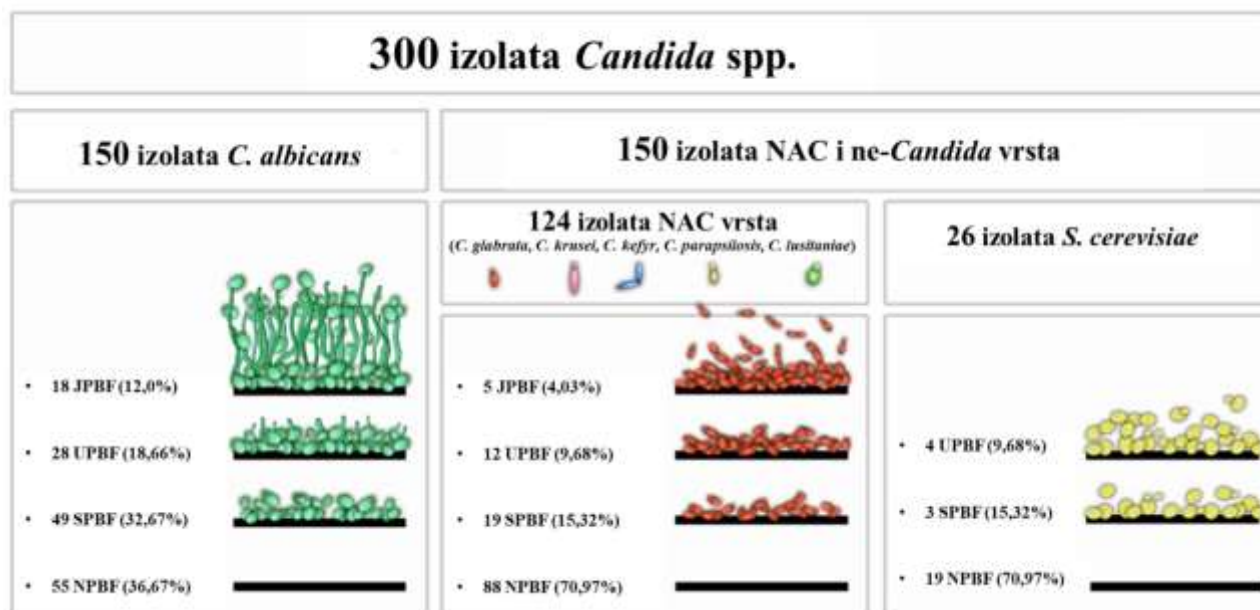 300 izolata Candida spp.
150 izolata C. albicans
150 izolata NAC i ne-Candida vrsta
124 izolata NAC vrsta
(C. glabrata, C. krusei, C. kefyr, C. parapsilosis, C. lusitaniae)
26 izolata S. cerevisiae
• 18 JPBF (12,0%)
• 28 UPBF (18,66%)
• 49 SPBF (32,67%)
• 55 NPBF (36,67%)
• 5 JPBF (4,03%)
• 12 UPBF (9,68%)
• 19 SPBF (15,32%)
• 88 NPBF (70,97%)
• 4 UPBF (9,68%)
• 3 SPBF (15,32%)
• 19 NPBF (70,97%)